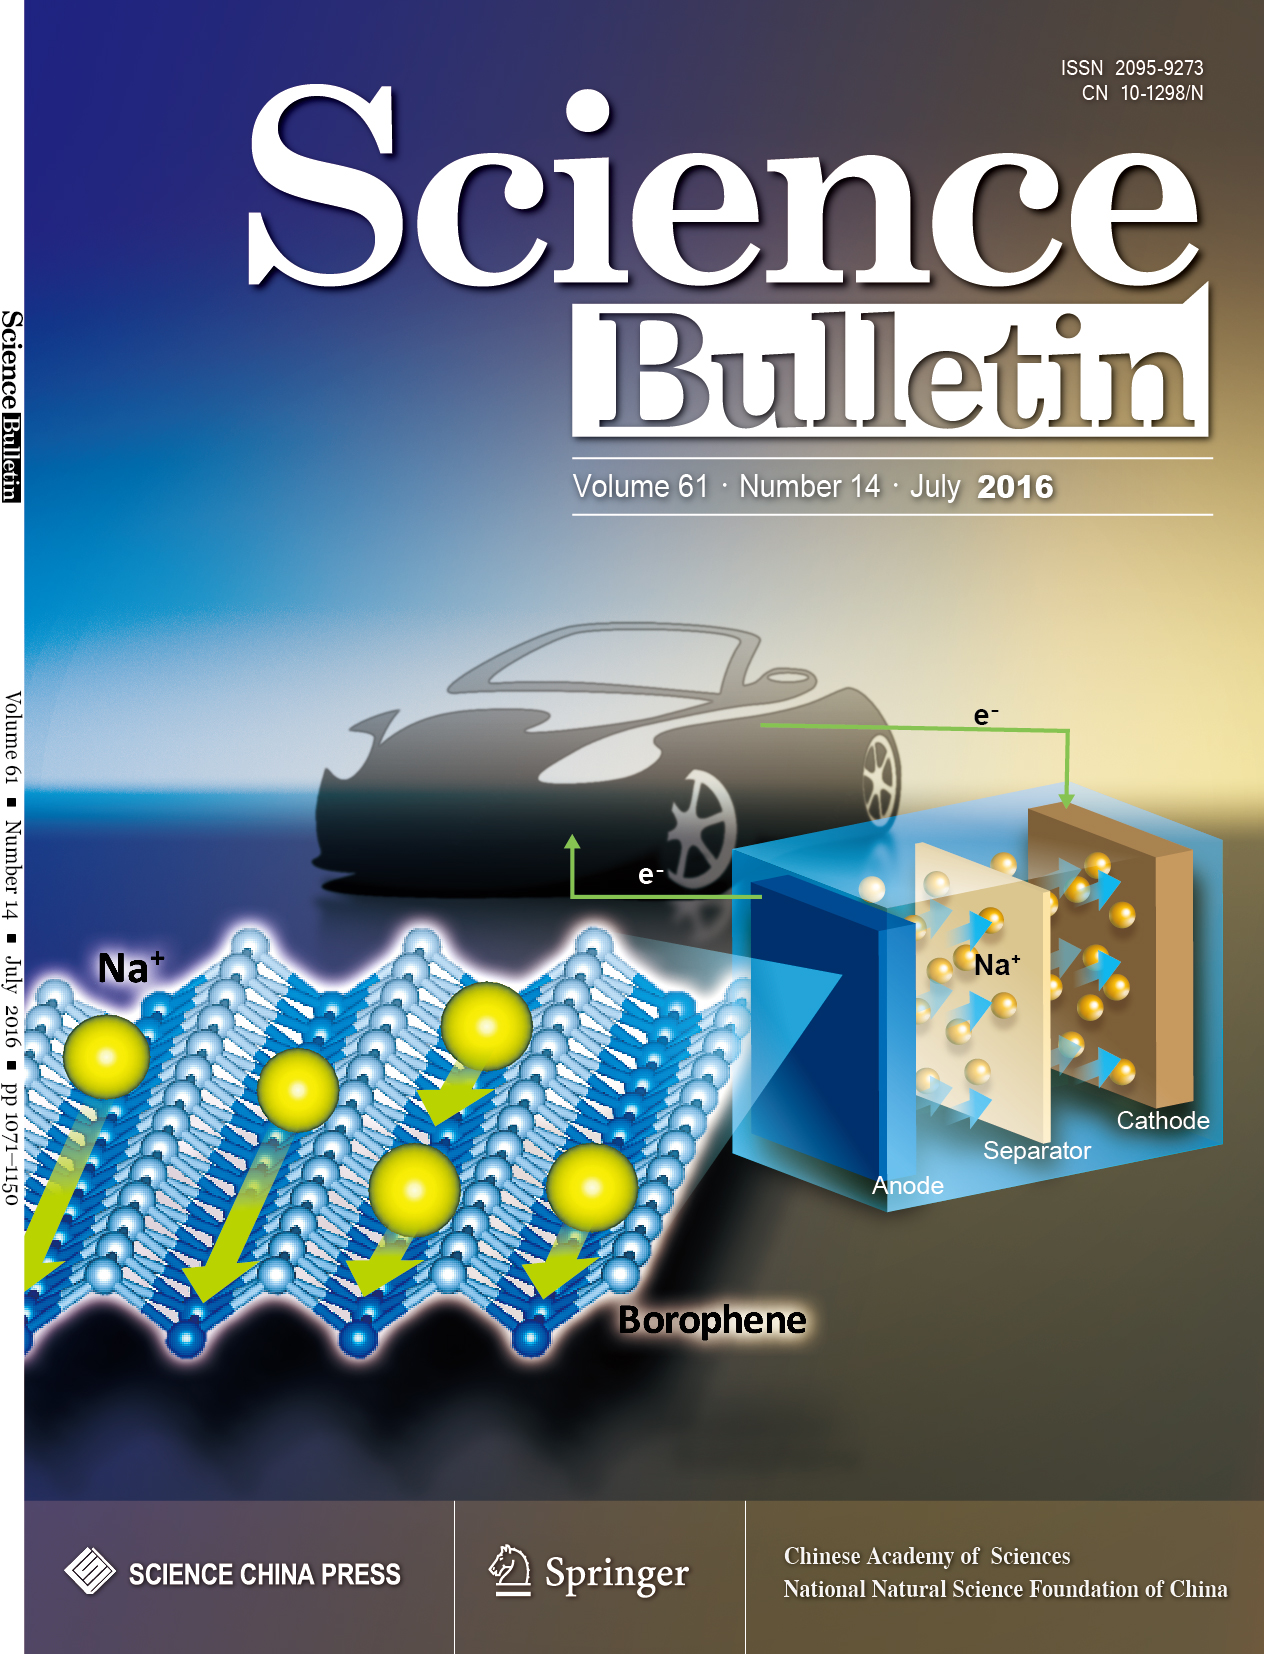 ISSN 2095-9273
CN 10-1298/N
Science
Bulletin
Volume 61 · Number 14 · July 2016
Science Bulletin
Volume 61 ■ Number 14 ■ July 2016 ■ pp 1071–1150
e⁻
e⁻
Na⁺
Na⁺
Cathode
Separator
Anode
Borophene
SCIENCE CHINA PRESS
Springer
Chinese Academy of Sciences
National Natural Science Foundation of China